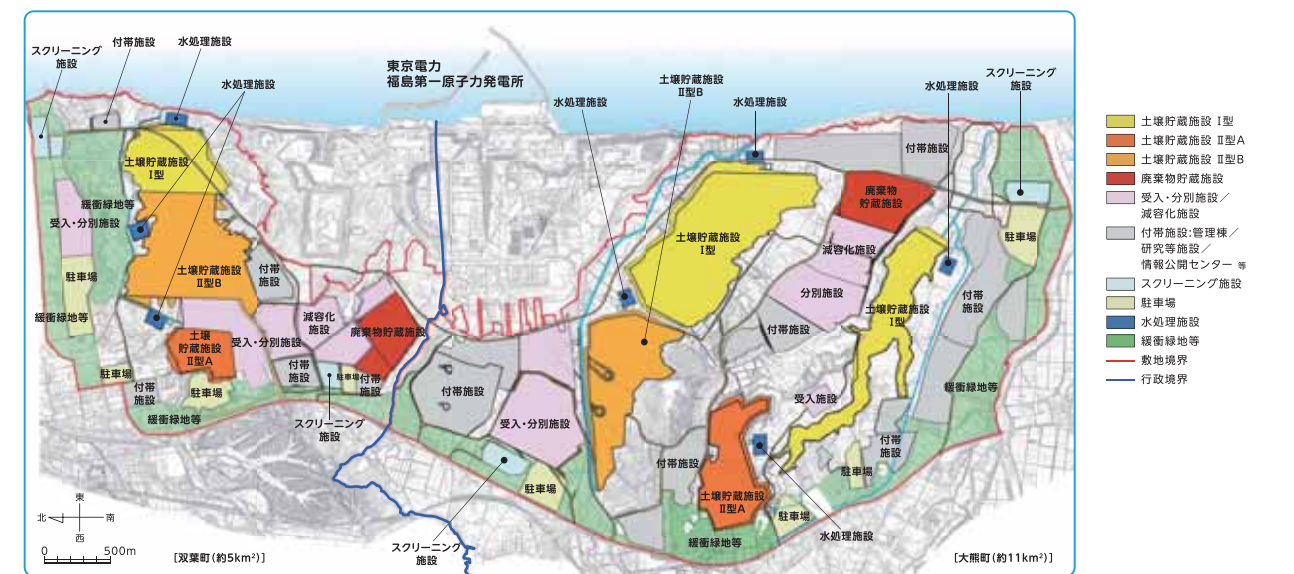 スクリーニング
施設
付帯施設
水処理施設
水処理施設
東京電力
福島第一原子力発電所
水処理施設
土壌貯蔵施設
Ⅱ型B
水処理施設
水処理施設
スクリーニング
施設
土壌貯蔵施設
Ⅰ型
緩衝緑地等
受入・分別施設
駐車場
緩衝緑地等
土壌貯蔵施設
Ⅱ型B
付帯
施設
土壌
貯蔵施設
Ⅱ型A
受入・分別施設
減容化
施設
廃棄物貯蔵施設
駐車場
付帯
施設
駐車場
緩衝緑地等
付帯
施設
駐車場
付帯
施設
スクリーニング
施設
付帯施設
受入・分別施設
駐車場
スクリーニング
施設
土壌貯蔵施設
Ⅰ型
付帯施設
廃棄物
貯蔵施設
減容化施設
分別施設
付帯施設
土壌貯蔵施設
Ⅰ型
駐車場
付帯
施設
緩衝緑地等
受入施設
付帯
施設
駐車場
付帯施設
土壌貯蔵施設
Ⅱ型A
駐車場
水処理施設
緩衝緑地等
東
北
南
西
0
500m
[双葉町(約5km²)]
[大熊町(約11km²)]
土壌貯蔵施設 Ⅰ型
土壌貯蔵施設 Ⅱ型A
土壌貯蔵施設 Ⅱ型B
廃棄物貯蔵施設
受入・分別施設／
減容化施設
付帯施設:管理棟／
研究等施設／
情報公開センター 等
スクリーニング施設
駐車場
水処理施設
緩衝緑地等
敷地境界
行政境界